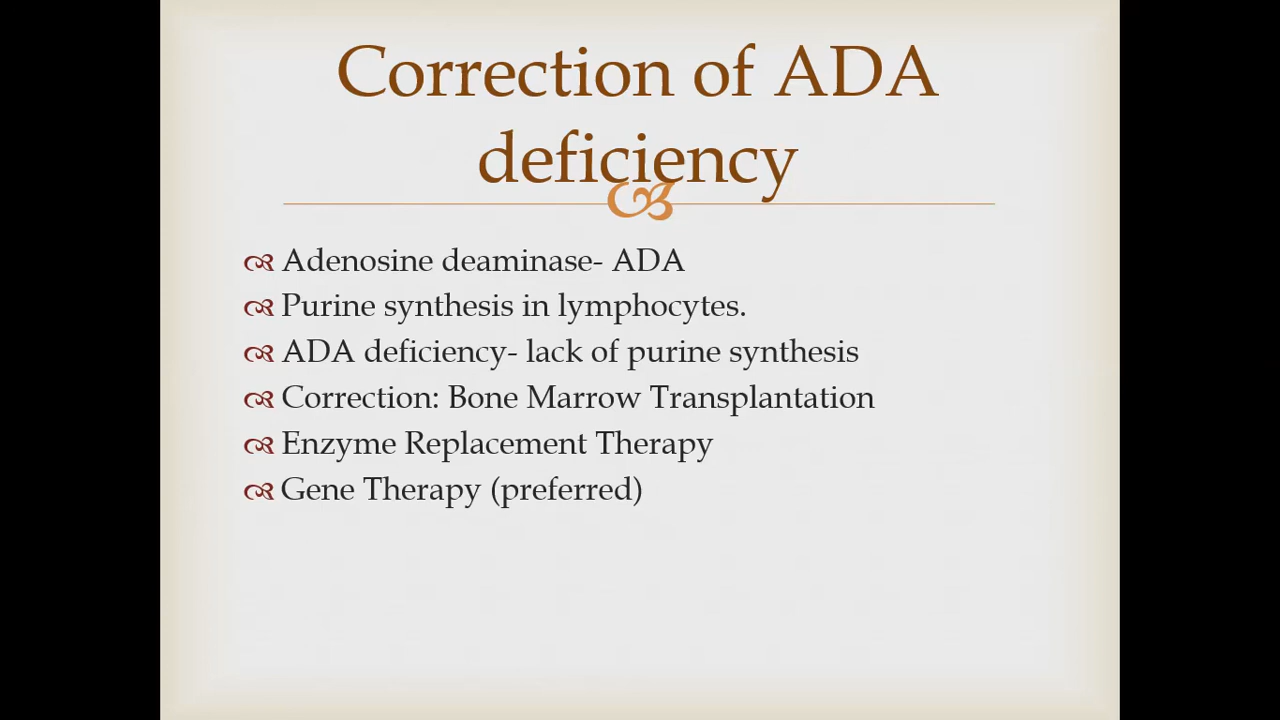 Correction of ADA
deficiency
Adenosine deaminase- ADA
Purine synthesis in lymphocytes.
ADA deficiency- lack of purine synthesis
Correction: Bone Marrow Transplantation
Enzyme Replacement Therapy
Gene Therapy (preferred)